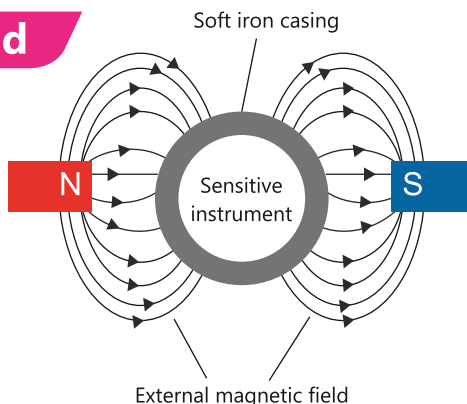 d
Soft iron casing
N
Sensitive
instrument
S
External magnetic field